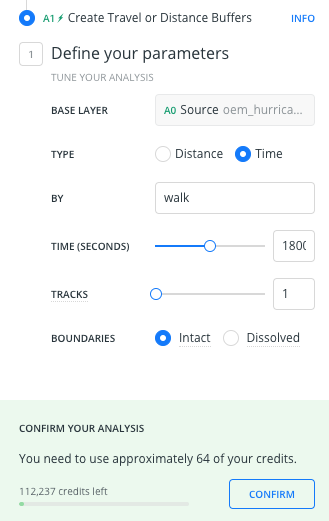 A1 Create Travel or Distance Buffers INFO
1 Define your parameters
TUNE YOUR ANALYSIS
BASE LAYER A0 Source oem_hurrica...
TYPE Distance Time
BY walk
TIME (SECONDS) 1800
TRACKS 1
BOUNDARIES Intact Dissolved
CONFIRM YOUR ANALYSIS
You need to use approximately 64 of your credits.
112,237 credits left CONFIRM